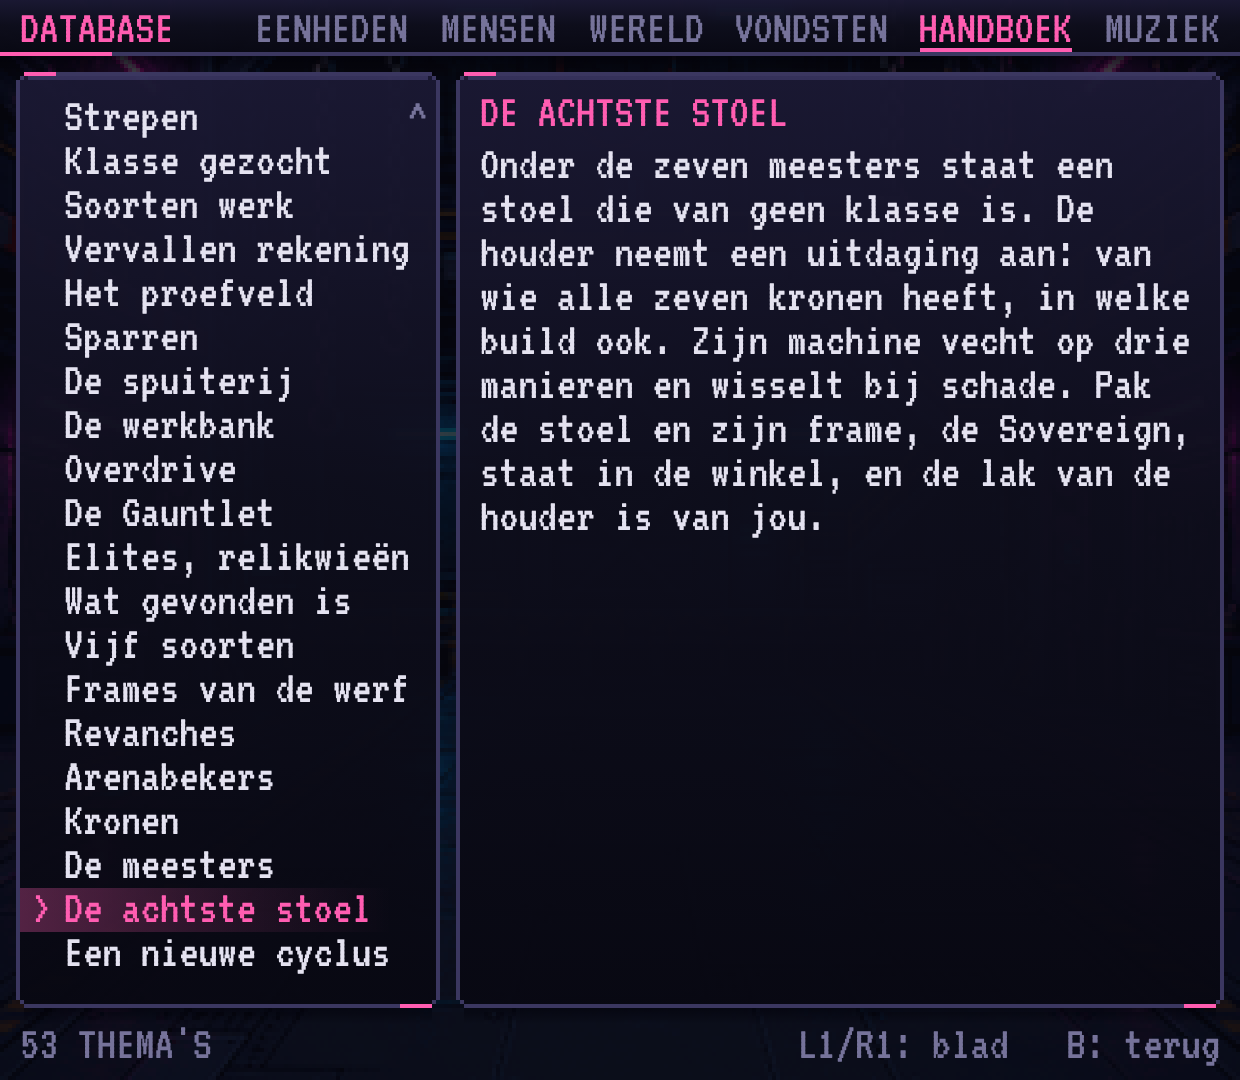 DATABASE EENHEDEN MENSEN WERELD VONDSTEN HANDBOEK MUZIEK
Strepen ^
Klasse gezocht
Soorten werk
Vervallen rekening
Het proefveld
Sparren
De spuiterij
De werkbank
Overdrive
De Gauntlet
Elites, relikwieën
Wat gevonden is
Vijf soorten
Frames van de werf
Revanches
Arenabekers
Kronen
De meesters
> De achtste stoel
Een nieuwe cyclus
DE ACHTSTE STOEL
Onder de zeven meesters staat een
stoel die van geen klasse is. De
houder neemt een uitdaging aan: van
wie alle zeven kronen heeft, in welke
build ook. Zijn machine vecht op drie
manieren en wisselt bij schade. Pak
de stoel en zijn frame, de Sovereign,
staat in de winkel, en de lak van de
houder is van jou.
53 THEMA'S L1/R1: blad B: terug